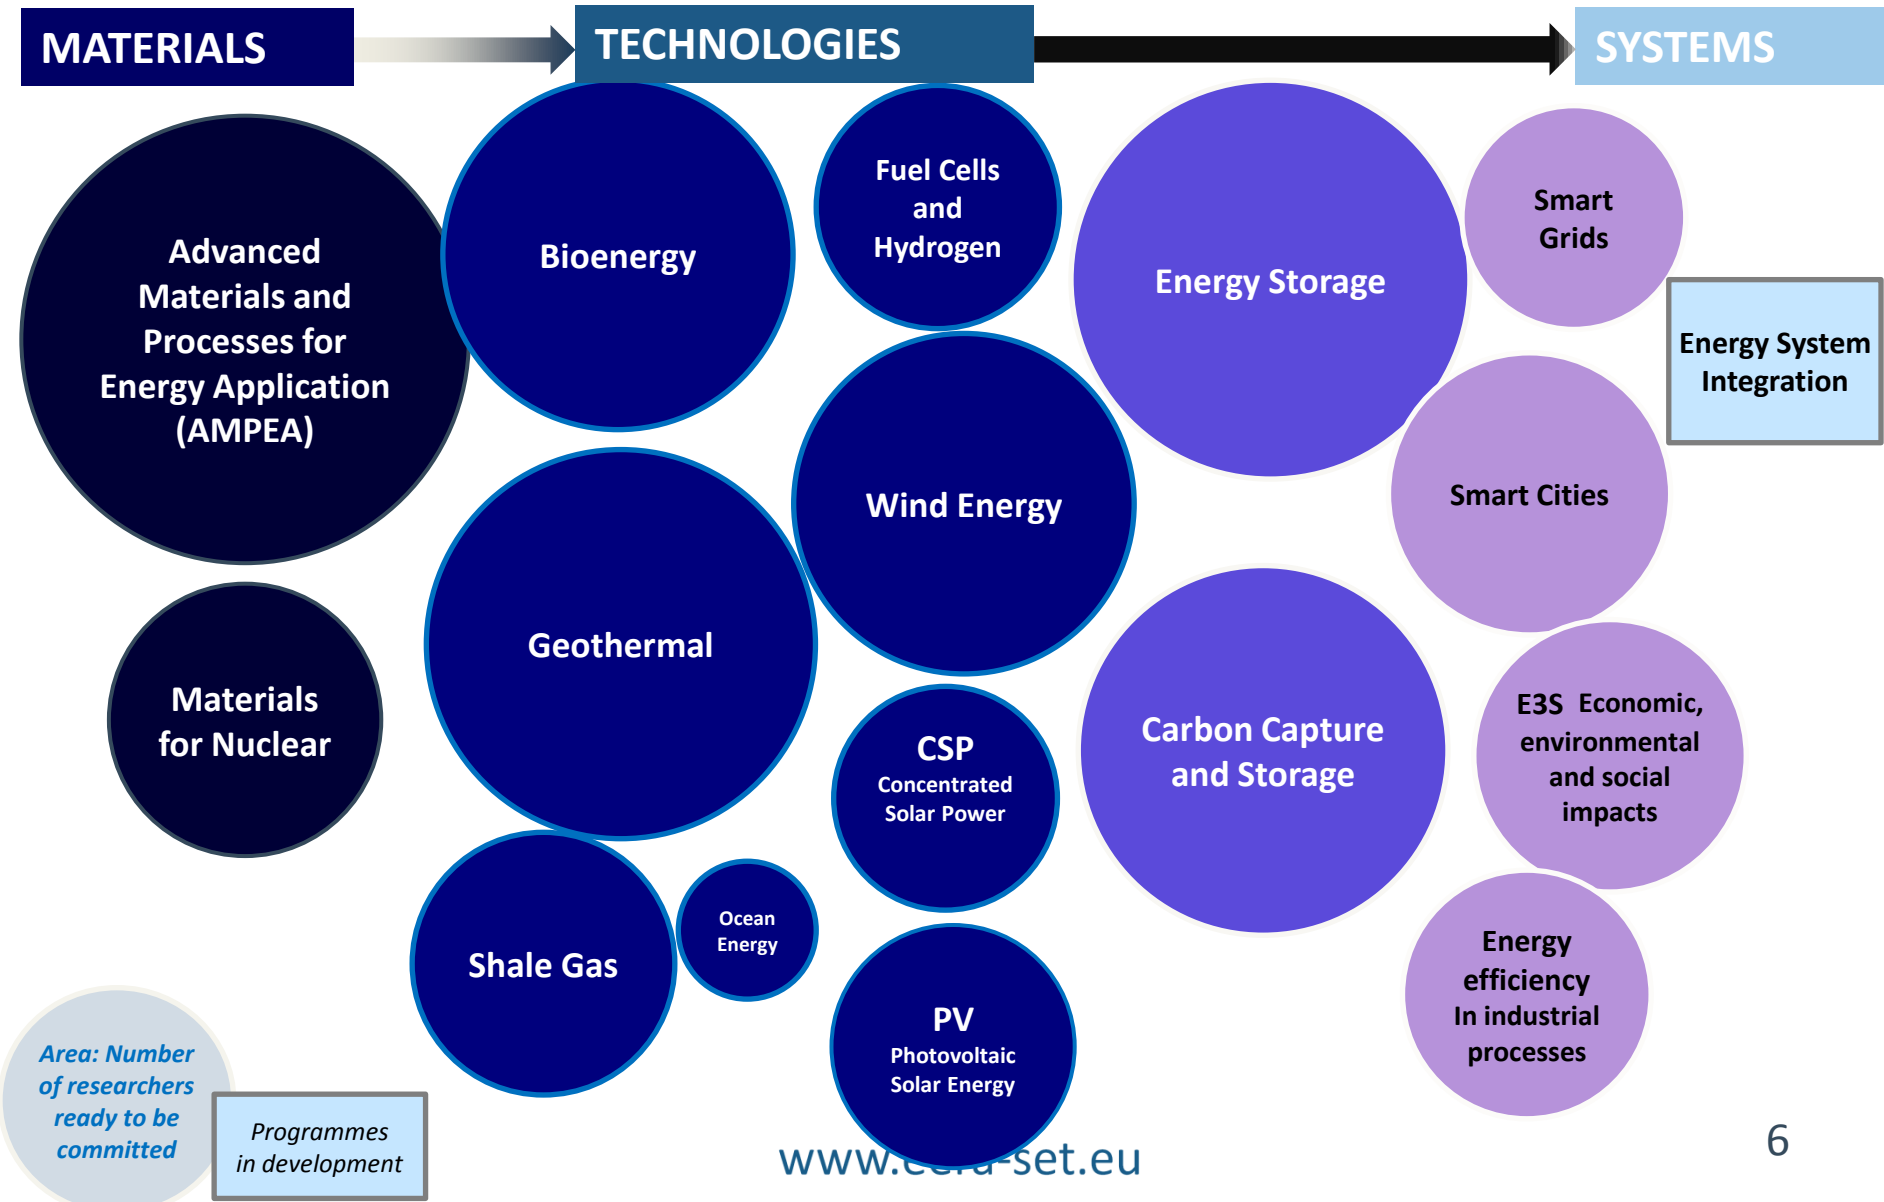 MATERIALS
TECHNOLOGIES
SYSTEMS
Advanced
Materials and
Processes for
Energy Application
(AMPEA)
Materials
for Nuclear
Bioenergy
Geothermal
Shale Gas
Ocean
Energy
Fuel Cells
and
Hydrogen
Wind Energy
CSP
Concentrated
Solar Power
PV
Photovoltaic
Solar Energy
Energy Storage
Carbon Capture
and Storage
Smart
Grids
Energy System
Integration
Smart Cities
E3S Economic,
environmental
and social
impacts
Energy
efficiency
In industrial
processes
Area: Number
of researchers
ready to be
committed
Programmes
in development
6